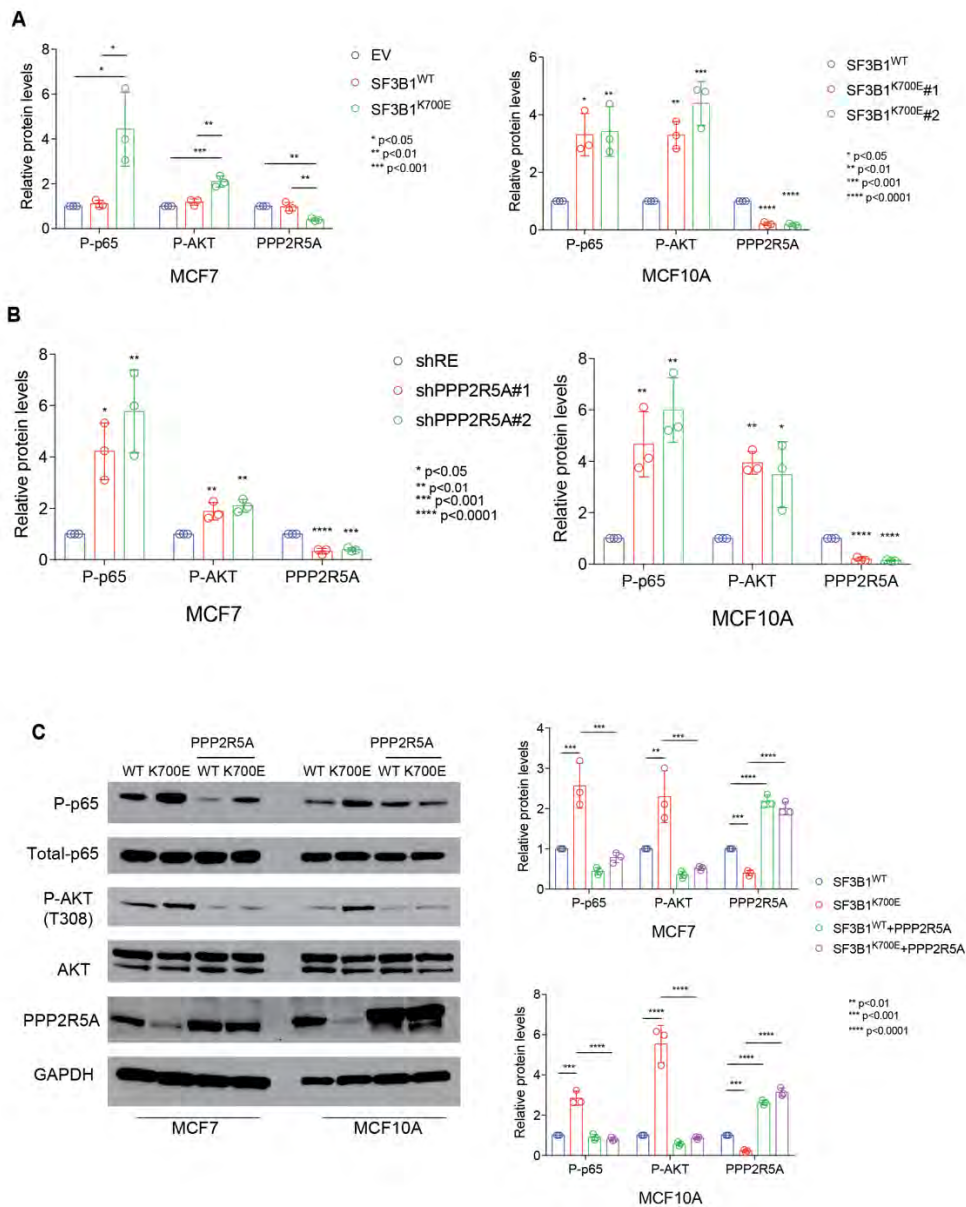 A
Relative protein levels
8
6
4
2
0
* * *** ** ** **
P-p65 P-AKT PPP2R5A
MCF7
EV
SF3B1WT
SF3B1K700E
* p<0.05
** p<0.01
*** p<0.001
Relative protein levels
6
4
2
0
* ** ** *** **** ****
P-p65 P-AKT PPP2R5A
MCF10A
SF3B1WT
SF3B1K700E#1
SF3B1K700E#2
* p<0.05
** p<0.01
*** p<0.001
**** p<0.0001
B
Relative protein levels
8
6
4
2
0
* ** ** ** **** ***
P-p65 P-AKT PPP2R5A
MCF7
shRE
shPPP2R5A#1
shPPP2R5A#2
* p<0.05
** p<0.01
*** p<0.001
**** p<0.0001
Relative protein levels
8
6
4
2
0
** ** ** * **** ****
P-p65 P-AKT PPP2R5A
MCF10A
C
PPP2R5A PPP2R5A
WT K700E WT K700E WT K700E WT K700E
P-p65
Total-p65
P-AKT
(T308)
AKT
PPP2R5A
GAPDH
MCF7 MCF10A
Relative protein levels
4
3
2
1
0
*** *** ** *** *** **** ****
P-p65 P-AKT PPP2R5A
MCF7
SF3B1WT
SF3B1K700E
SF3B1WT+PPP2R5A
SF3B1K700E+PPP2R5A
** p<0.01
*** p<0.001
**** p<0.0001
Relative protein levels
8
6
4
2
0
*** **** **** **** *** **** ****
P-p65 P-AKT PPP2R5A
MCF10A